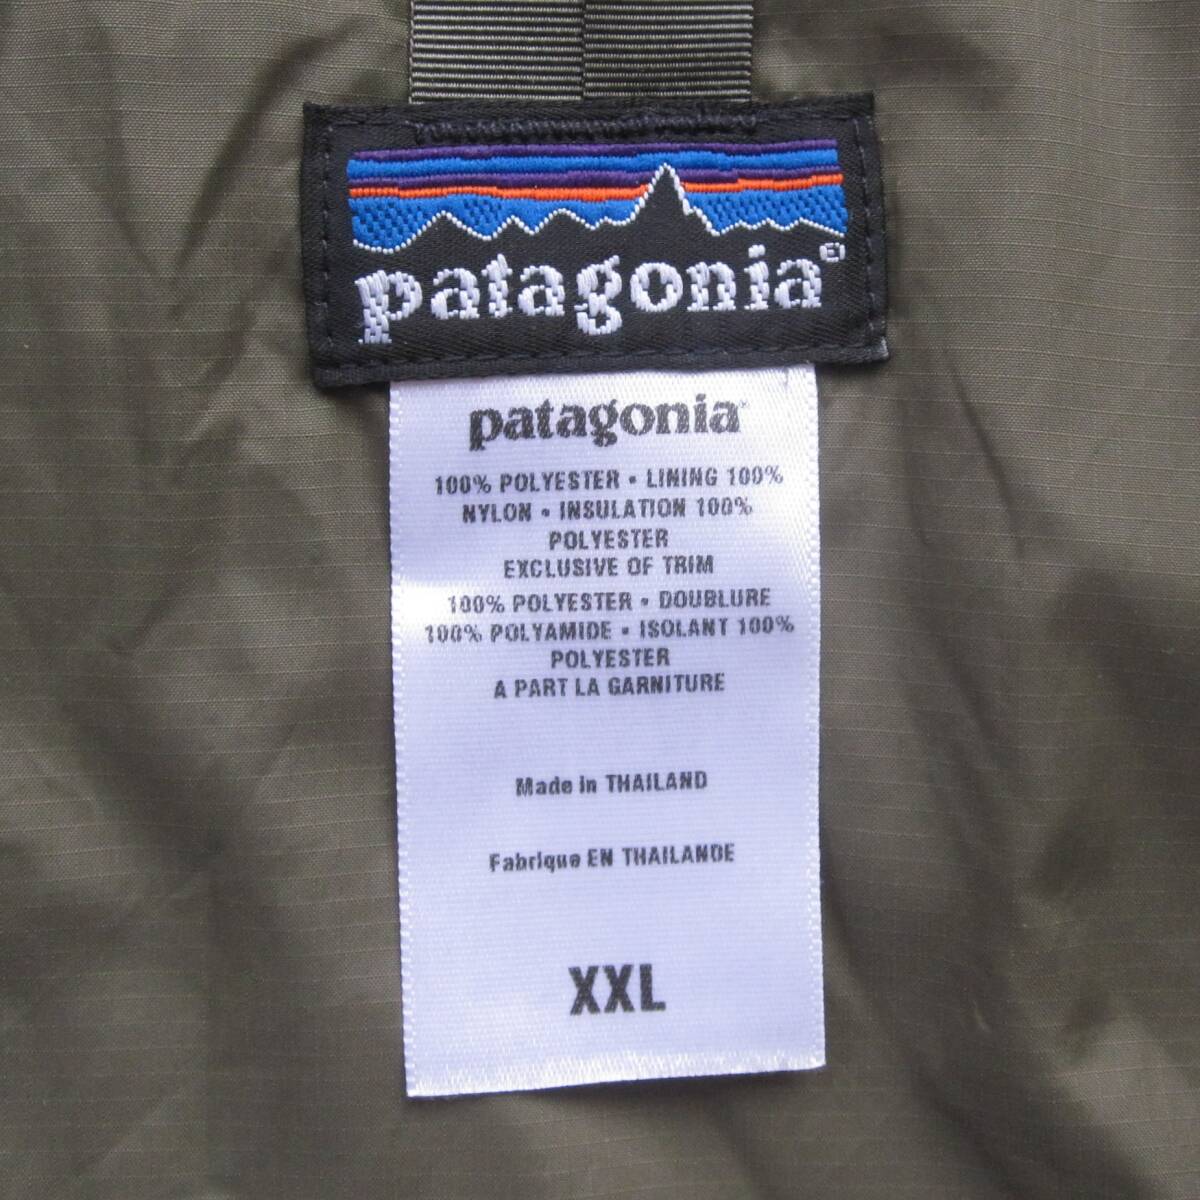 patagonia®
patagonia®
100% POLYESTER • LINING 100%
NYLON • INSULATION 100%
POLYESTER
EXCLUSIVE OF TRIM
100% POLYESTER • DOUBLURE
100% POLYAMIDE • ISOLANT 100%
POLYESTER
A PART LA GARNITURE
Made in THAILAND
Fabrique EN THAILANDE
XXL